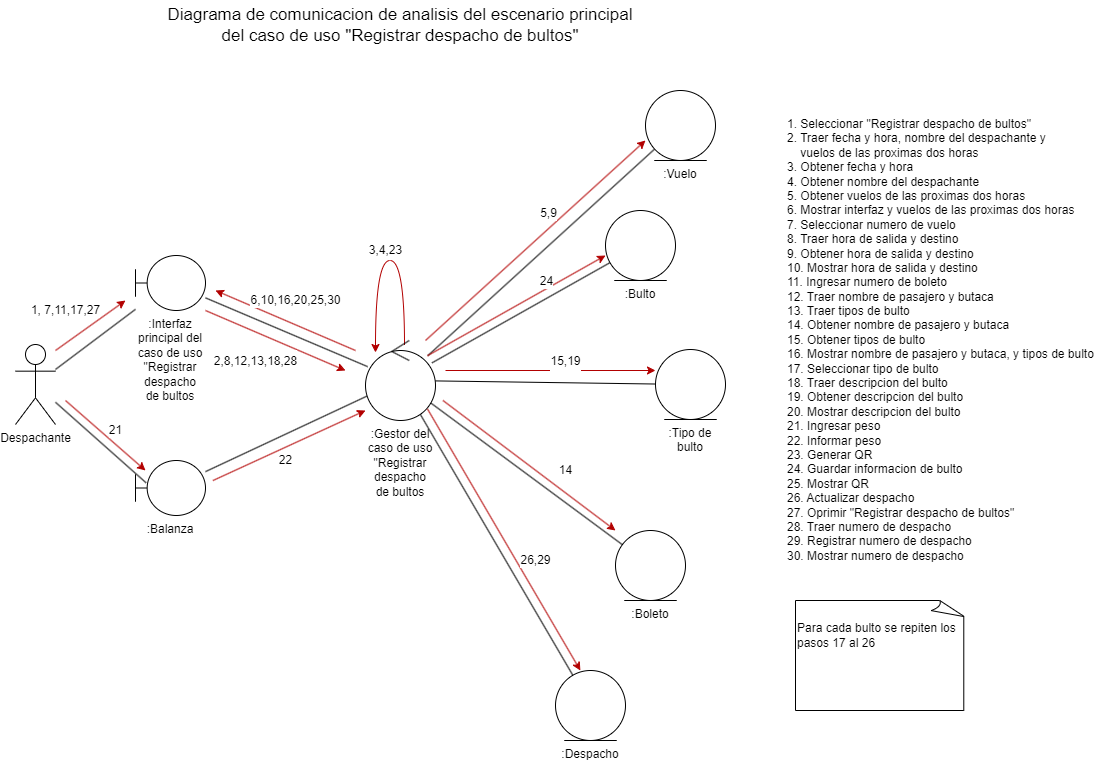 Diagrama de comunicacion de analisis del escenario principal
del caso de uso "Registrar despacho de bultos"
:Vuelo
1. Seleccionar "Registrar despacho de bultos"
2. Traer fecha y hora, nombre del despachante y
vuelos de las proximas dos horas
3. Obtener fecha y hora
4. Obtener nombre del despachante
5. Obtener vuelos de las proximas dos horas
6. Mostrar interfaz y vuelos de las proximas dos horas
7. Seleccionar numero de vuelo
8. Traer hora de salida y destino
9. Obtener hora de salida y destino
10. Mostrar hora de salida y destino
11. Ingresar numero de boleto
12. Traer nombre de pasajero y butaca
13. Traer tipos de bulto
14. Obtener nombre de pasajero y butaca
15. Obtener tipos de bulto
16. Mostrar nombre de pasajero y butaca, y tipos de bulto
17. Seleccionar tipo de bulto
18. Traer descripcion del bulto
19. Obtener descripcion del bulto
20. Mostrar descripcion del bulto
21. Ingresar peso
22. Informar peso
23. Generar QR
24. Guardar informacion de bulto
25. Mostrar QR
26. Actualizar despacho
27. Oprimir "Registrar despacho de bultos"
28. Traer numero de despacho
29. Registrar numero de despacho
30. Mostrar numero de despacho
5,9
3,4,23
24
:Bulto
6,10,16,20,25,30
1, 7,11,17,27
:Interfaz
principal del
caso de uso
"Registrar
despacho
de bultos
2,8,12,13,18,28
15,19
Despachante
21
:Gestor del
caso de uso
"Registrar
despacho
de bultos
:Tipo de
bulto
22
14
:Balanza
26,29
:Boleto
Para cada bulto se repiten los
pasos 17 al 26
:Despacho